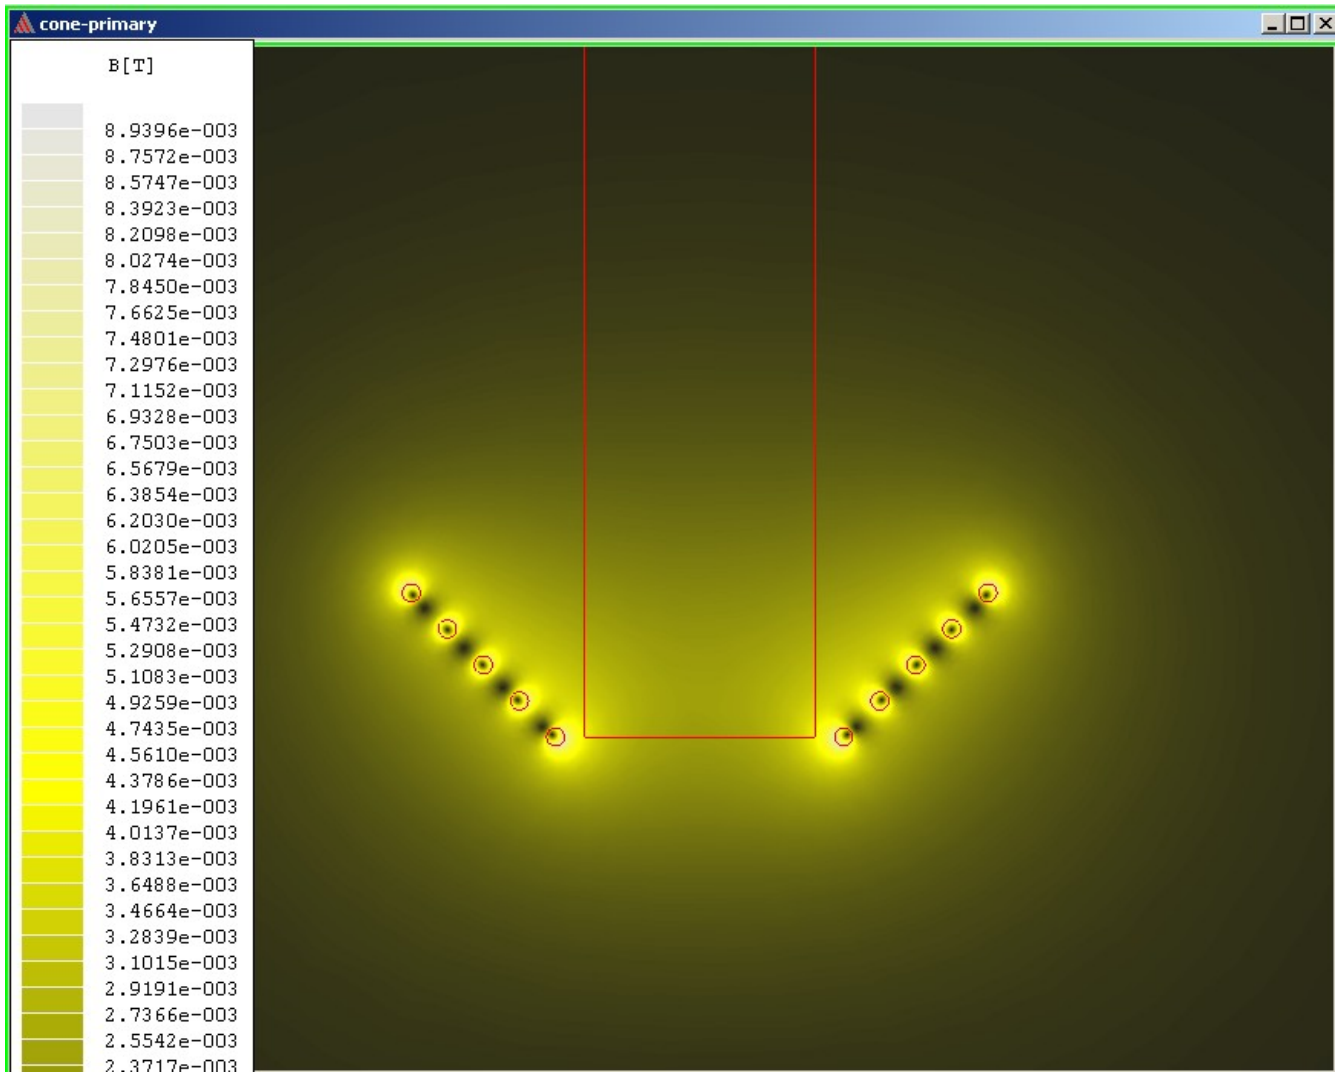 cone-primary
B[T]
8.9396e-003
8.7572e-003
8.5747e-003
8.3923e-003
8.2098e-003
8.0274e-003
7.8450e-003
7.6625e-003
7.4801e-003
7.2976e-003
7.1152e-003
6.9328e-003
6.7503e-003
6.5679e-003
6.3854e-003
6.2030e-003
6.0205e-003
5.8381e-003
5.6557e-003
5.4732e-003
5.2908e-003
5.1083e-003
4.9259e-003
4.7435e-003
4.5610e-003
4.3786e-003
4.1961e-003
4.0137e-003
3.8313e-003
3.6488e-003
3.4664e-003
3.2839e-003
3.1015e-003
2.9191e-003
2.7366e-003
2.5542e-003
2.3717e-003